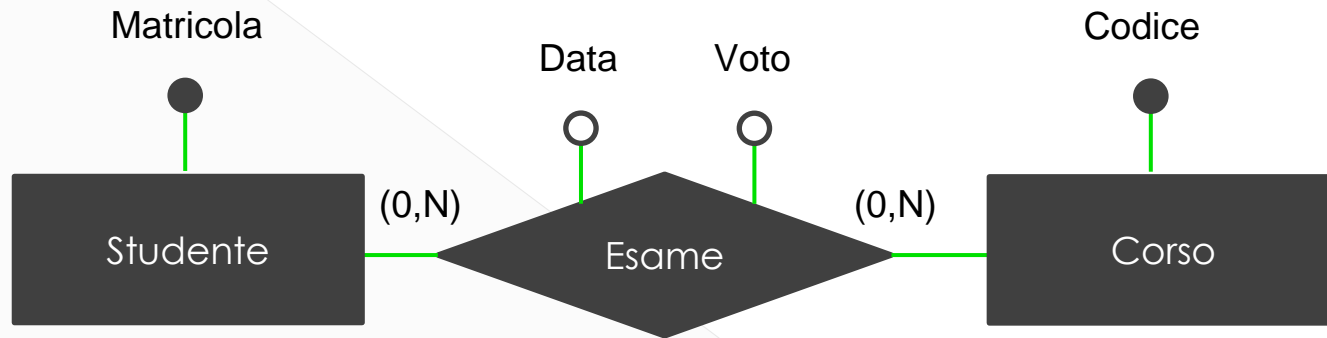 Matricola
Data
Voto
Codice
Studente
(0,N)
Esame
(0,N)
Corso